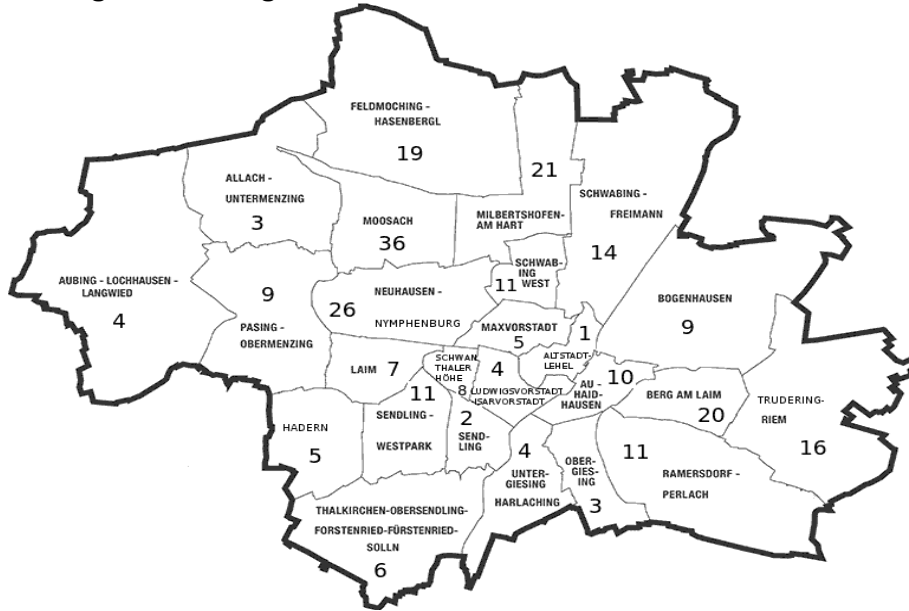 FELDMOCHING -
HASENBERGL
19
21
ALLACH -
UNTERMENZING
3
MOOSACH
36
MILBERTSHOFEN-
AM HART
SCHWABING -
FREIMANN
14
AUBING - LOCHHAUSEN -
LANGWIED
4
9
PASING -
OBERMENZING
26
NEUHAUSEN -
NYMPHENBURG
SCHWAB-
ING
WEST
11
MAXVORSTADT
5
1
ALTSTADT-
LEHEL
BOGENHAUSEN
9
LAIM 7
SCHWAN
THALER
HÖHE
8
4
LUDWIGSVORSTADT
ISARVORSTADT
AU -
HAID-
HAUSEN
10
BERG AM LAIM
20
TRUDERING-
RIEM
16
HADERN
5
11
SENDLING -
WESTPARK
2
SEND-
LING
4
UNTER-
GIESING
HARLACHING
OBER-
GIES-
ING
3
11
RAMERSDORF -
PERLACH
THALKIRCHEN-OBERSENDLING-
FORSTENRIED-FÜRSTENRIED-
SOLLN
6